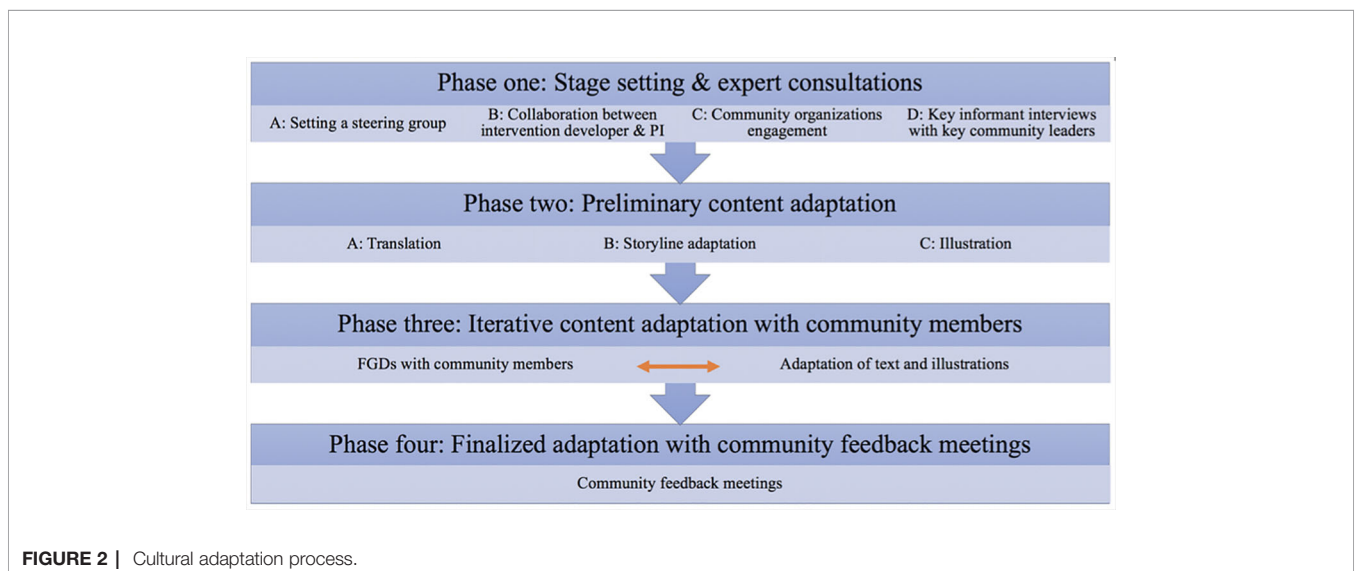 Phase one: Stage setting & expert consultations
A: Setting a steering group
B: Collaboration between
intervention developer & PI
C: Community organizations
engagement
D: Key informant interviews
with key community leaders
Phase two: Preliminary content adaptation
A: Translation
B: Storyline adaptation
C: Illustration
Phase three: Iterative content adaptation with community members
FGDs with community members
Adaptation of text and illustrations
Phase four: Finalized adaptation with community feedback meetings
Community feedback meetings
FIGURE 2 | Cultural adaptation process.